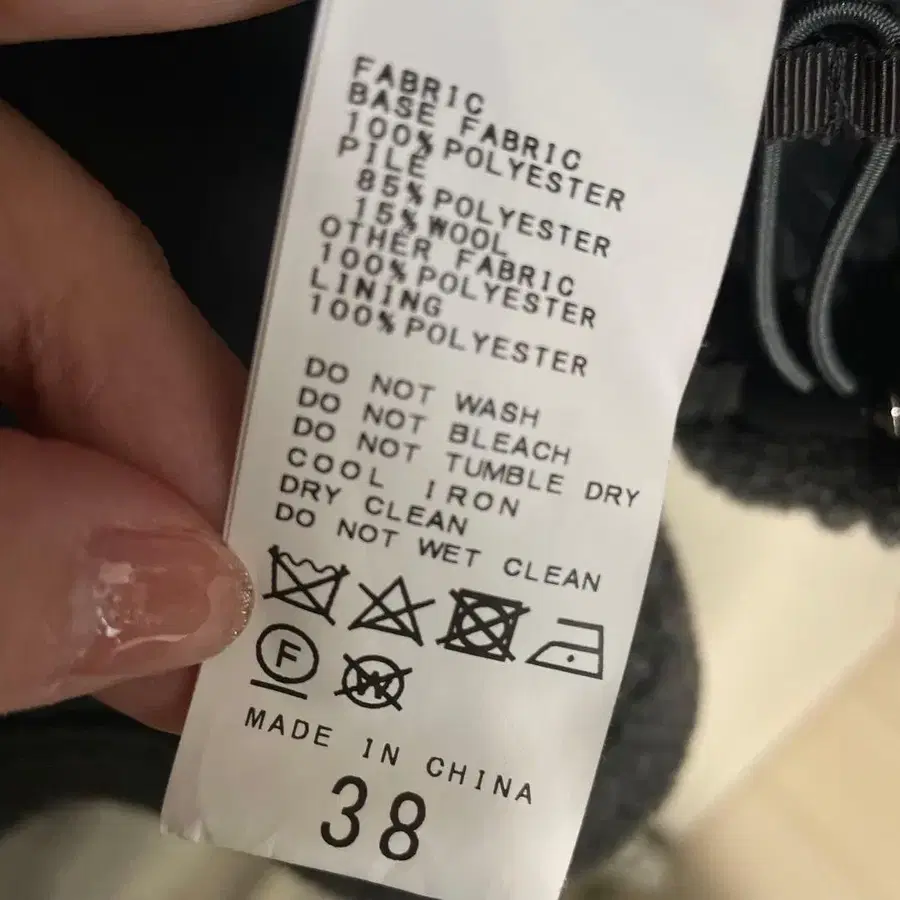 FABRIC
BASE FABRIC
100% POLYESTER
PILE
85% POLYESTER
15% WOOL
OTHER FABRIC
100% POLYESTER
LINING
100% POLYESTER
DO NOT WASH
DO NOT BLEACH
DO NOT TUMBLE DRY
COOL IRON
DRY CLEAN
DO NOT WET CLEAN
F W
MADE IN CHINA
38